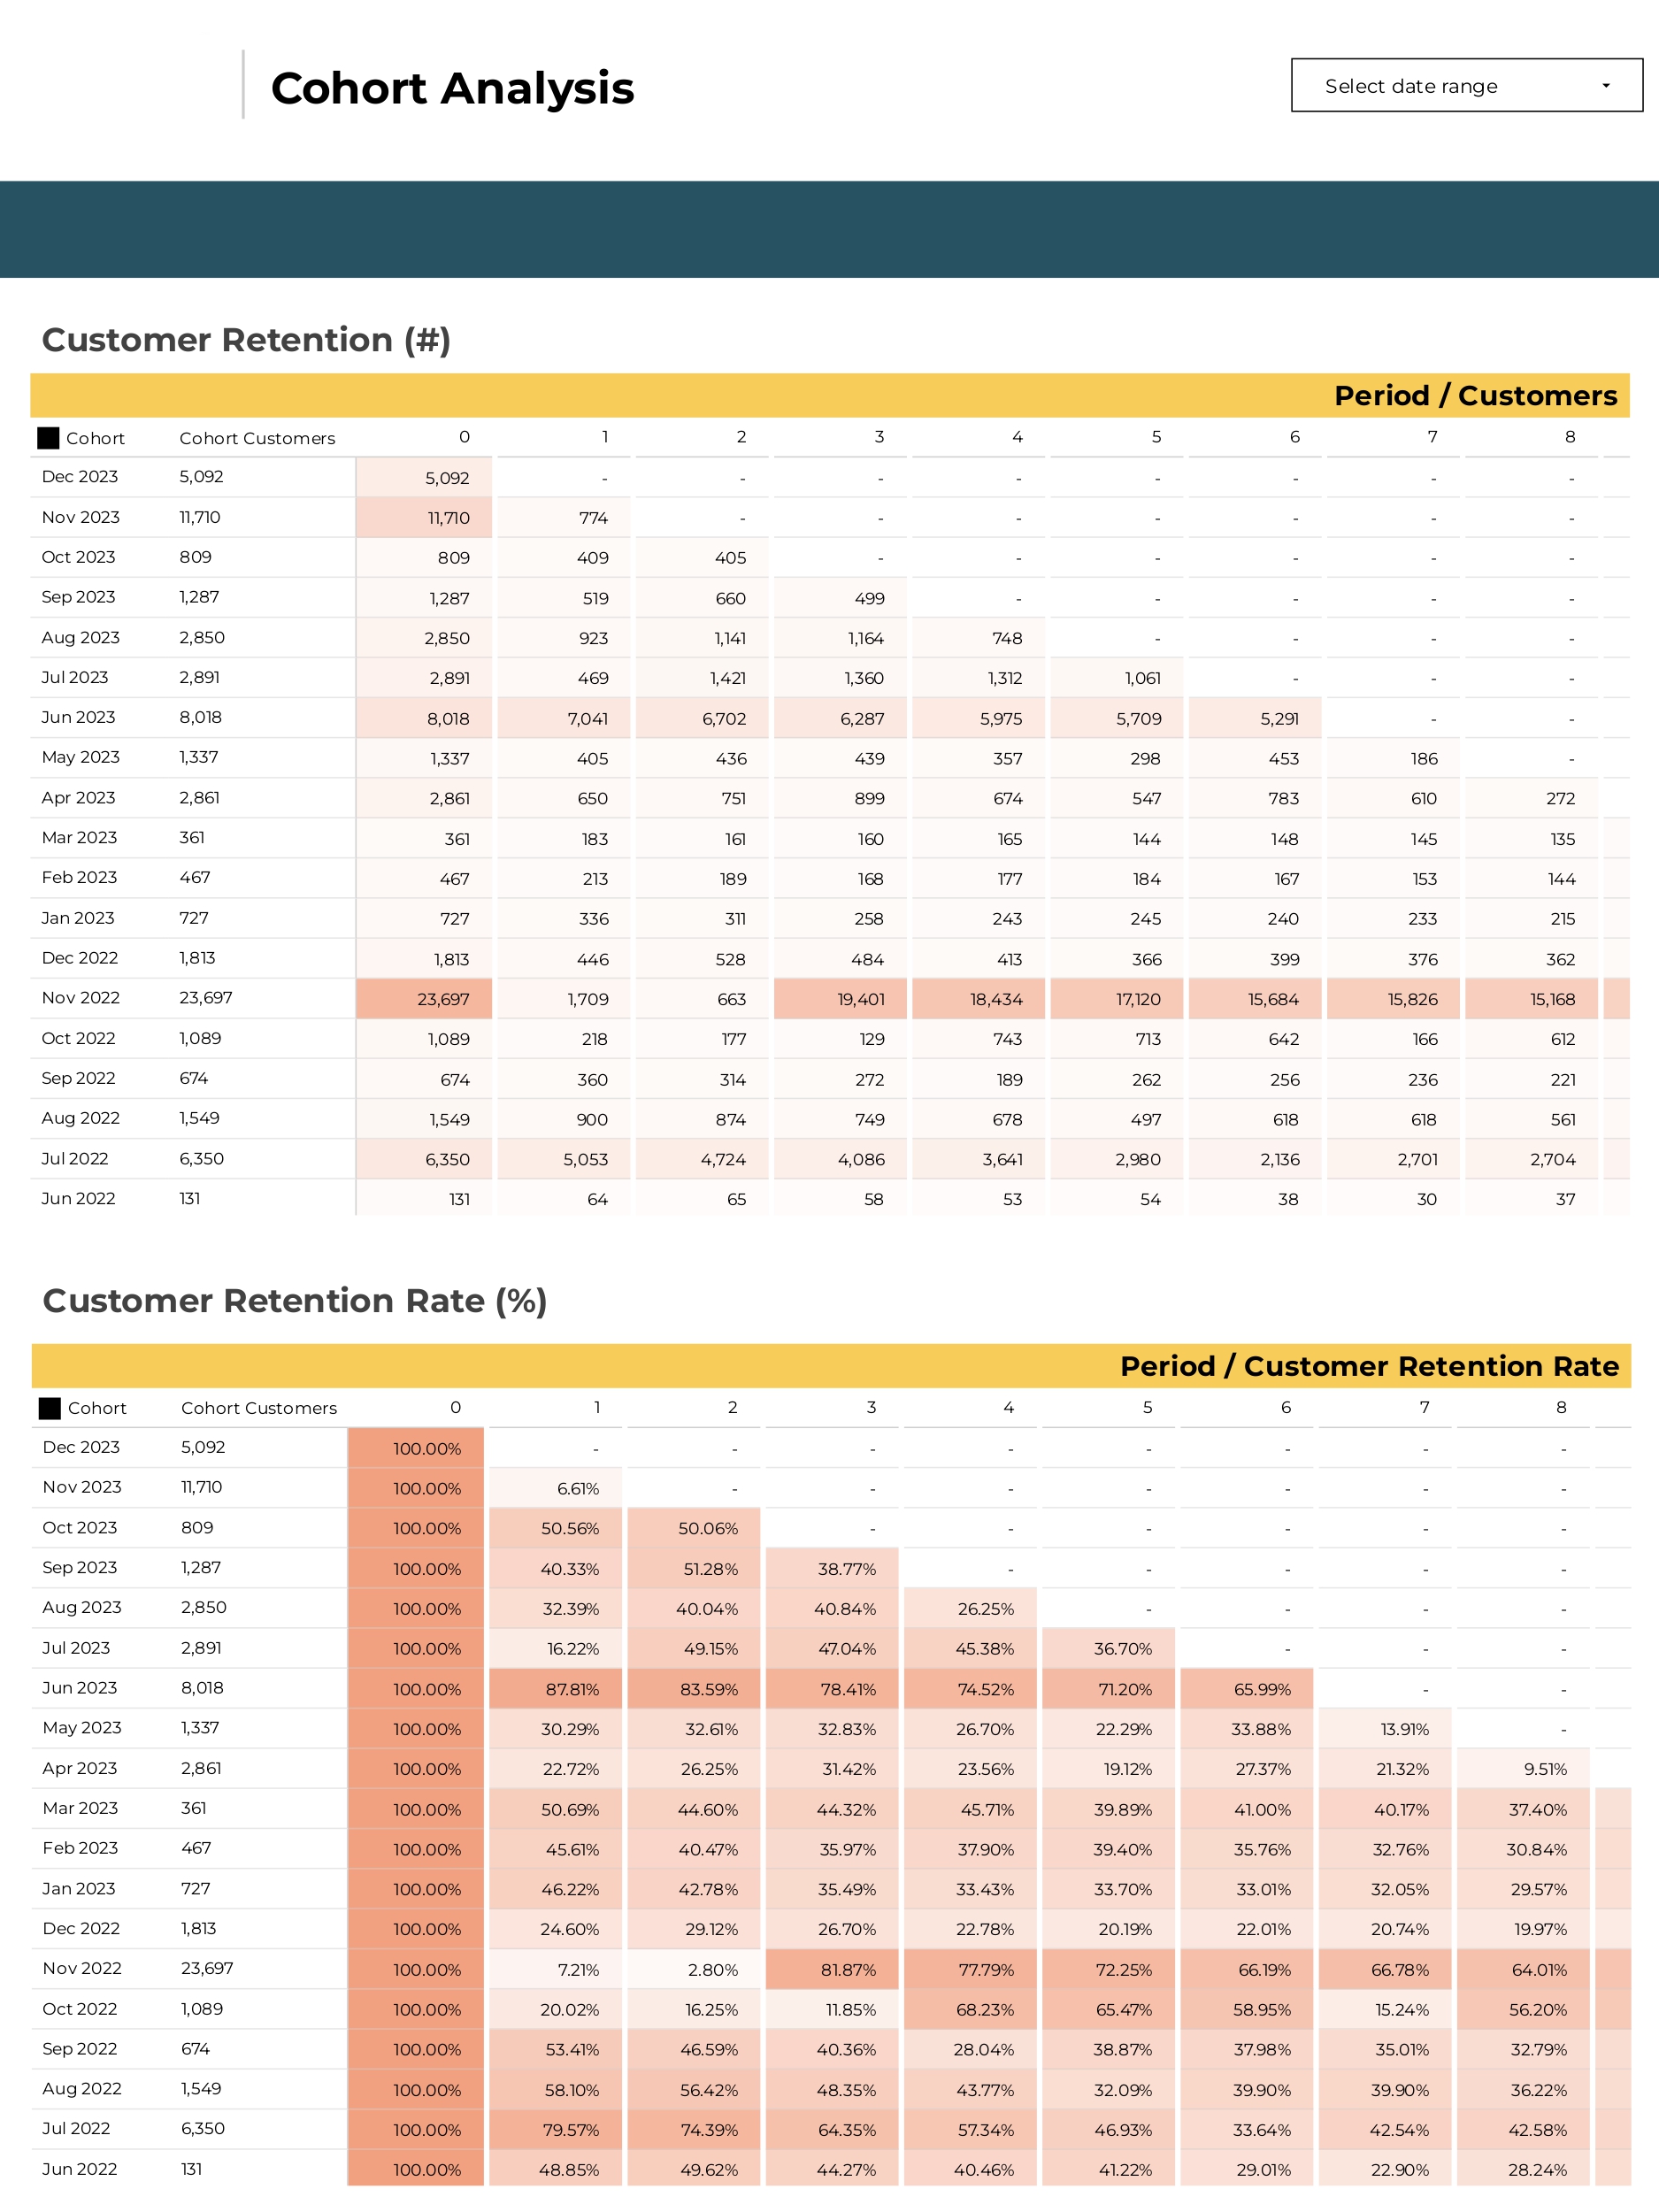 Cohort Analysis
Select date range
Customer Retention (#)
Period / Customers
Cohort Cohort Customers 0 1 2 3 4 5 6 7 8
Dec 2023 5,092 5,092 - - - - - - - -
Nov 2023 11,710 11,710 774 - - - - - - -
Oct 2023 809 809 409 405 - - - - - -
Sep 2023 1,287 1,287 519 660 499 - - - - -
Aug 2023 2,850 2,850 923 1,141 1,164 748 - - - -
Jul 2023 2,891 2,891 469 1,421 1,360 1,312 1,061 - - -
Jun 2023 8,018 8,018 7,041 6,702 6,287 5,975 5,709 5,291 - -
May 2023 1,337 1,337 405 436 439 357 298 453 186 -
Apr 2023 2,861 2,861 650 751 899 674 547 783 610 272
Mar 2023 361 361 183 161 160 165 144 148 145 135
Feb 2023 467 467 213 189 168 177 184 167 153 144
Jan 2023 727 727 336 311 258 243 245 240 233 215
Dec 2022 1,813 1,813 446 528 484 413 366 399 376 362
Nov 2022 23,697 23,697 1,709 663 19,401 18,434 17,120 15,684 15,826 15,168
Oct 2022 1,089 1,089 218 177 129 743 713 642 166 612
Sep 2022 674 674 360 314 272 189 262 256 236 221
Aug 2022 1,549 1,549 900 874 749 678 497 618 618 561
Jul 2022 6,350 6,350 5,053 4,724 4,086 3,641 2,980 2,136 2,701 2,704
Jun 2022 131 131 64 65 58 53 54 38 30 37
Customer Retention Rate (%)
Period / Customer Retention Rate
Cohort Cohort Customers 0 1 2 3 4 5 6 7 8
Dec 2023 5,092 100.00% - - - - - - - -
Nov 2023 11,710 100.00% 6.61% - - - - - - -
Oct 2023 809 100.00% 50.56% 50.06% - - - - - -
Sep 2023 1,287 100.00% 40.33% 51.28% 38.77% - - - - -
Aug 2023 2,850 100.00% 32.39% 40.04% 40.84% 26.25% - - - -
Jul 2023 2,891 100.00% 16.22% 49.15% 47.04% 45.38% 36.70% - - -
Jun 2023 8,018 100.00% 87.81% 83.59% 78.41% 74.52% 71.20% 65.99% - -
May 2023 1,337 100.00% 30.29% 32.61% 32.83% 26.70% 22.29% 33.88% 13.91% -
Apr 2023 2,861 100.00% 22.72% 26.25% 31.42% 23.56% 19.12% 27.37% 21.32% 9.51%
Mar 2023 361 100.00% 50.69% 44.60% 44.32% 45.71% 39.89% 41.00% 40.17% 37.40%
Feb 2023 467 100.00% 45.61% 40.47% 35.97% 37.90% 39.40% 35.76% 32.76% 30.84%
Jan 2023 727 100.00% 46.22% 42.78% 35.49% 33.43% 33.70% 33.01% 32.05% 29.57%
Dec 2022 1,813 100.00% 24.60% 29.12% 26.70% 22.78% 20.19% 22.01% 20.74% 19.97%
Nov 2022 23,697 100.00% 7.21% 2.80% 81.87% 77.79% 72.25% 66.19% 66.78% 64.01%
Oct 2022 1,089 100.00% 20.02% 16.25% 11.85% 68.23% 65.47% 58.95% 15.24% 56.20%
Sep 2022 674 100.00% 53.41% 46.59% 40.36% 28.04% 38.87% 37.98% 35.01% 32.79%
Aug 2022 1,549 100.00% 58.10% 56.42% 48.35% 43.77% 32.09% 39.90% 39.90% 36.22%
Jul 2022 6,350 100.00% 79.57% 74.39% 64.35% 57.34% 46.93% 33.64% 42.54% 42.58%
Jun 2022 131 100.00% 48.85% 49.62% 44.27% 40.46% 41.22% 29.01% 22.90% 28.24%